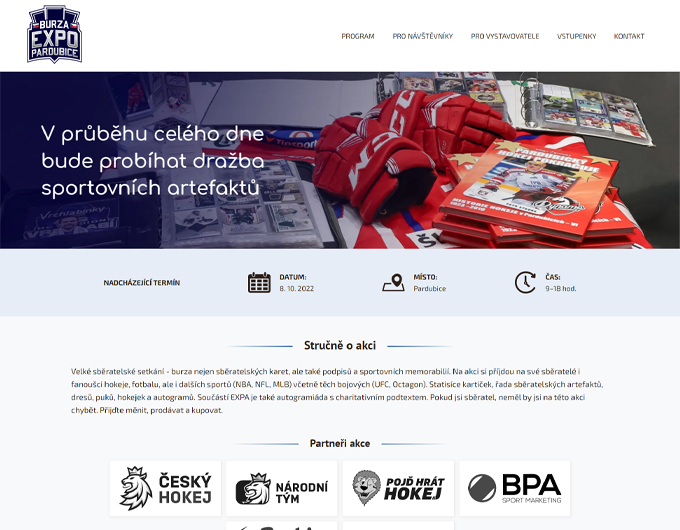 BURZA
EXPO
PARDUBICE
PROGRAM
PRO NÁVŠTĚVNÍKY
PRO VYSTAVOVATELE
VSTUPENKY
KONTAKT
V průběhu celého dne
bude probíhat dražba
sportovních artefaktů
PARDUBICKÝ
HISTORIE HOKEJE V PARDUBICÍCH
NADCHÁZEJÍCÍ TERMÍN
DATUM:
8. 10. 2022
MÍSTO:
Pardubice
ČAS:
9–18 hod.
Stručně o akci
Velké sběratelské setkání - burza nejen sběratelských karet, ale také podpisů a sportovních memorabilií. Na akci si příjdou na své sběratelé i
fanoušci hokeje, fotbalu, ale i dalších sportů (NBA, NFL, MLB) včetně těch bojových (UFC, Octagon). Statisíce kartiček, řada sběratelských artefaktů,
dresů, puků, hokejek a autogramů. Součástí EXPA je také autogramiáda s charitativním podtextem. Pokud jsi sběratel, neměl by jsi na této akci
chybět. Přijďte měnit, prodávat a kupovat.
Partneři akce
ČESKÝ
HOKEJ
NÁRODNÍ
TÝM
POJĎ HRÁT
HOKEJ
BPA
SPORT MARKETING